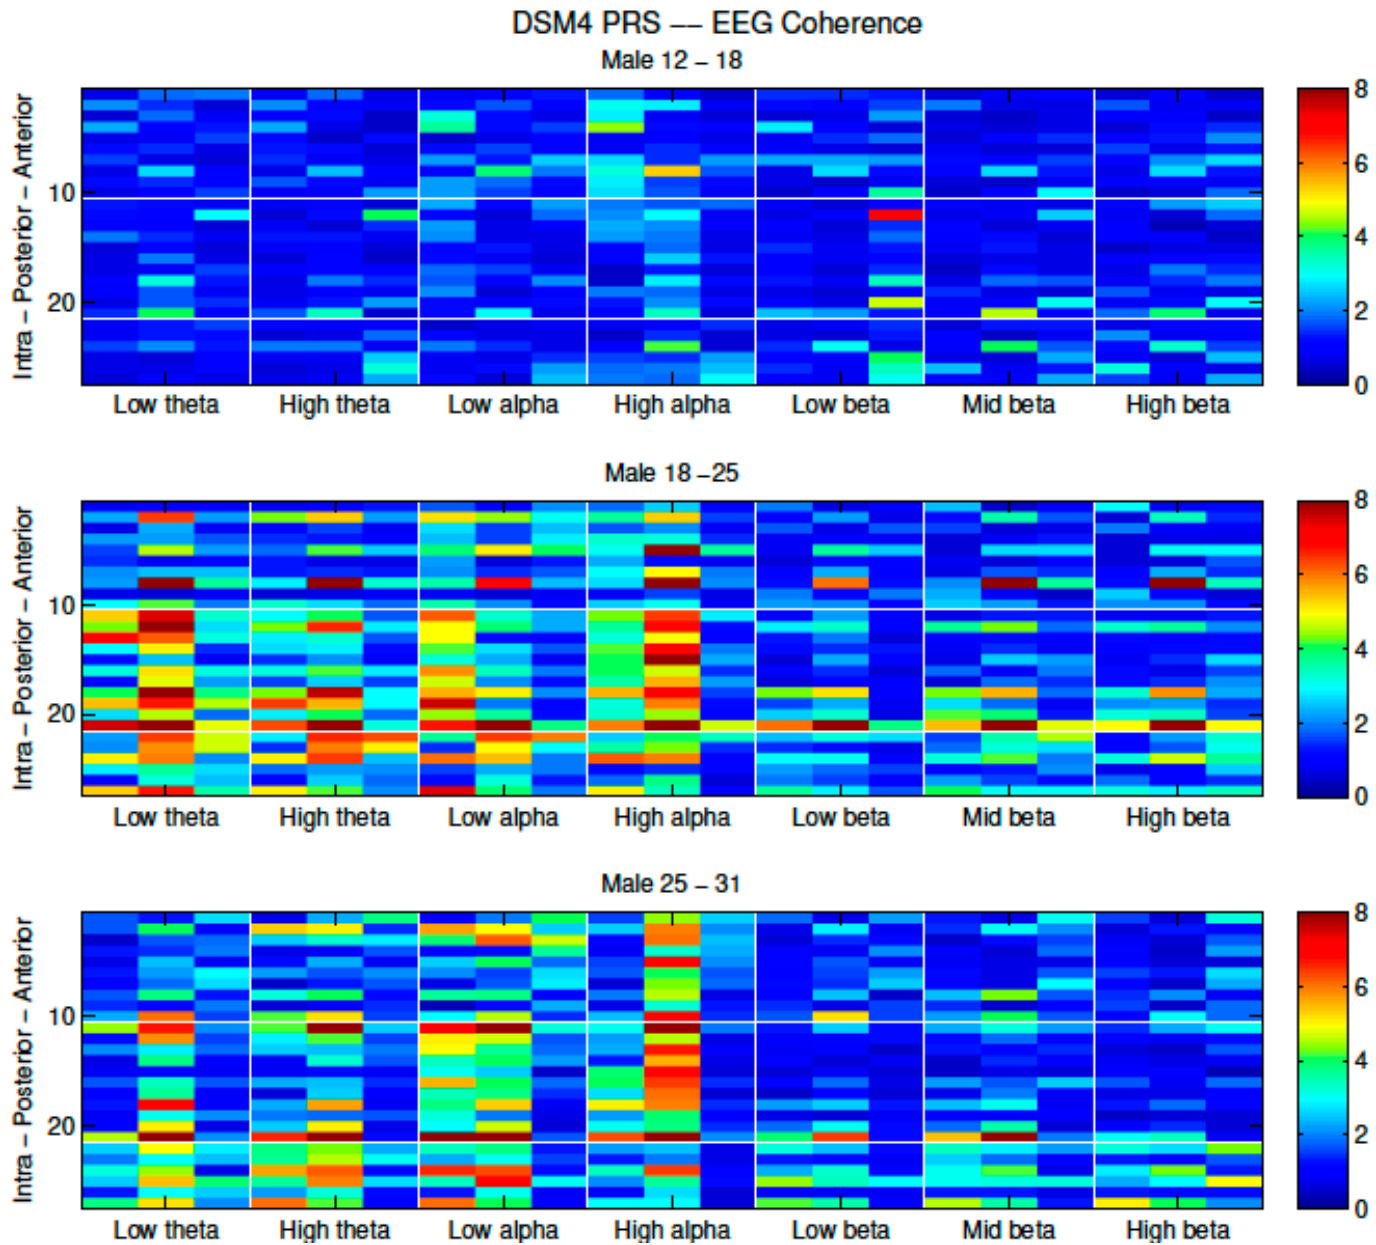 DSM4 PRS –– EEG Coherence
Male 12 – 18
Intra – Posterior – Anterior
10
20
Low theta High theta Low alpha High alpha Low beta Mid beta High beta
8
6
4
2
0
Male 18 –25
Intra – Posterior – Anterior
10
20
Low theta High theta Low alpha High alpha Low beta Mid beta High beta
8
6
4
2
0
Male 25 – 31
Intra – Posterior – Anterior
10
20
Low theta High theta Low alpha High alpha Low beta Mid beta High beta
8
6
4
2
0